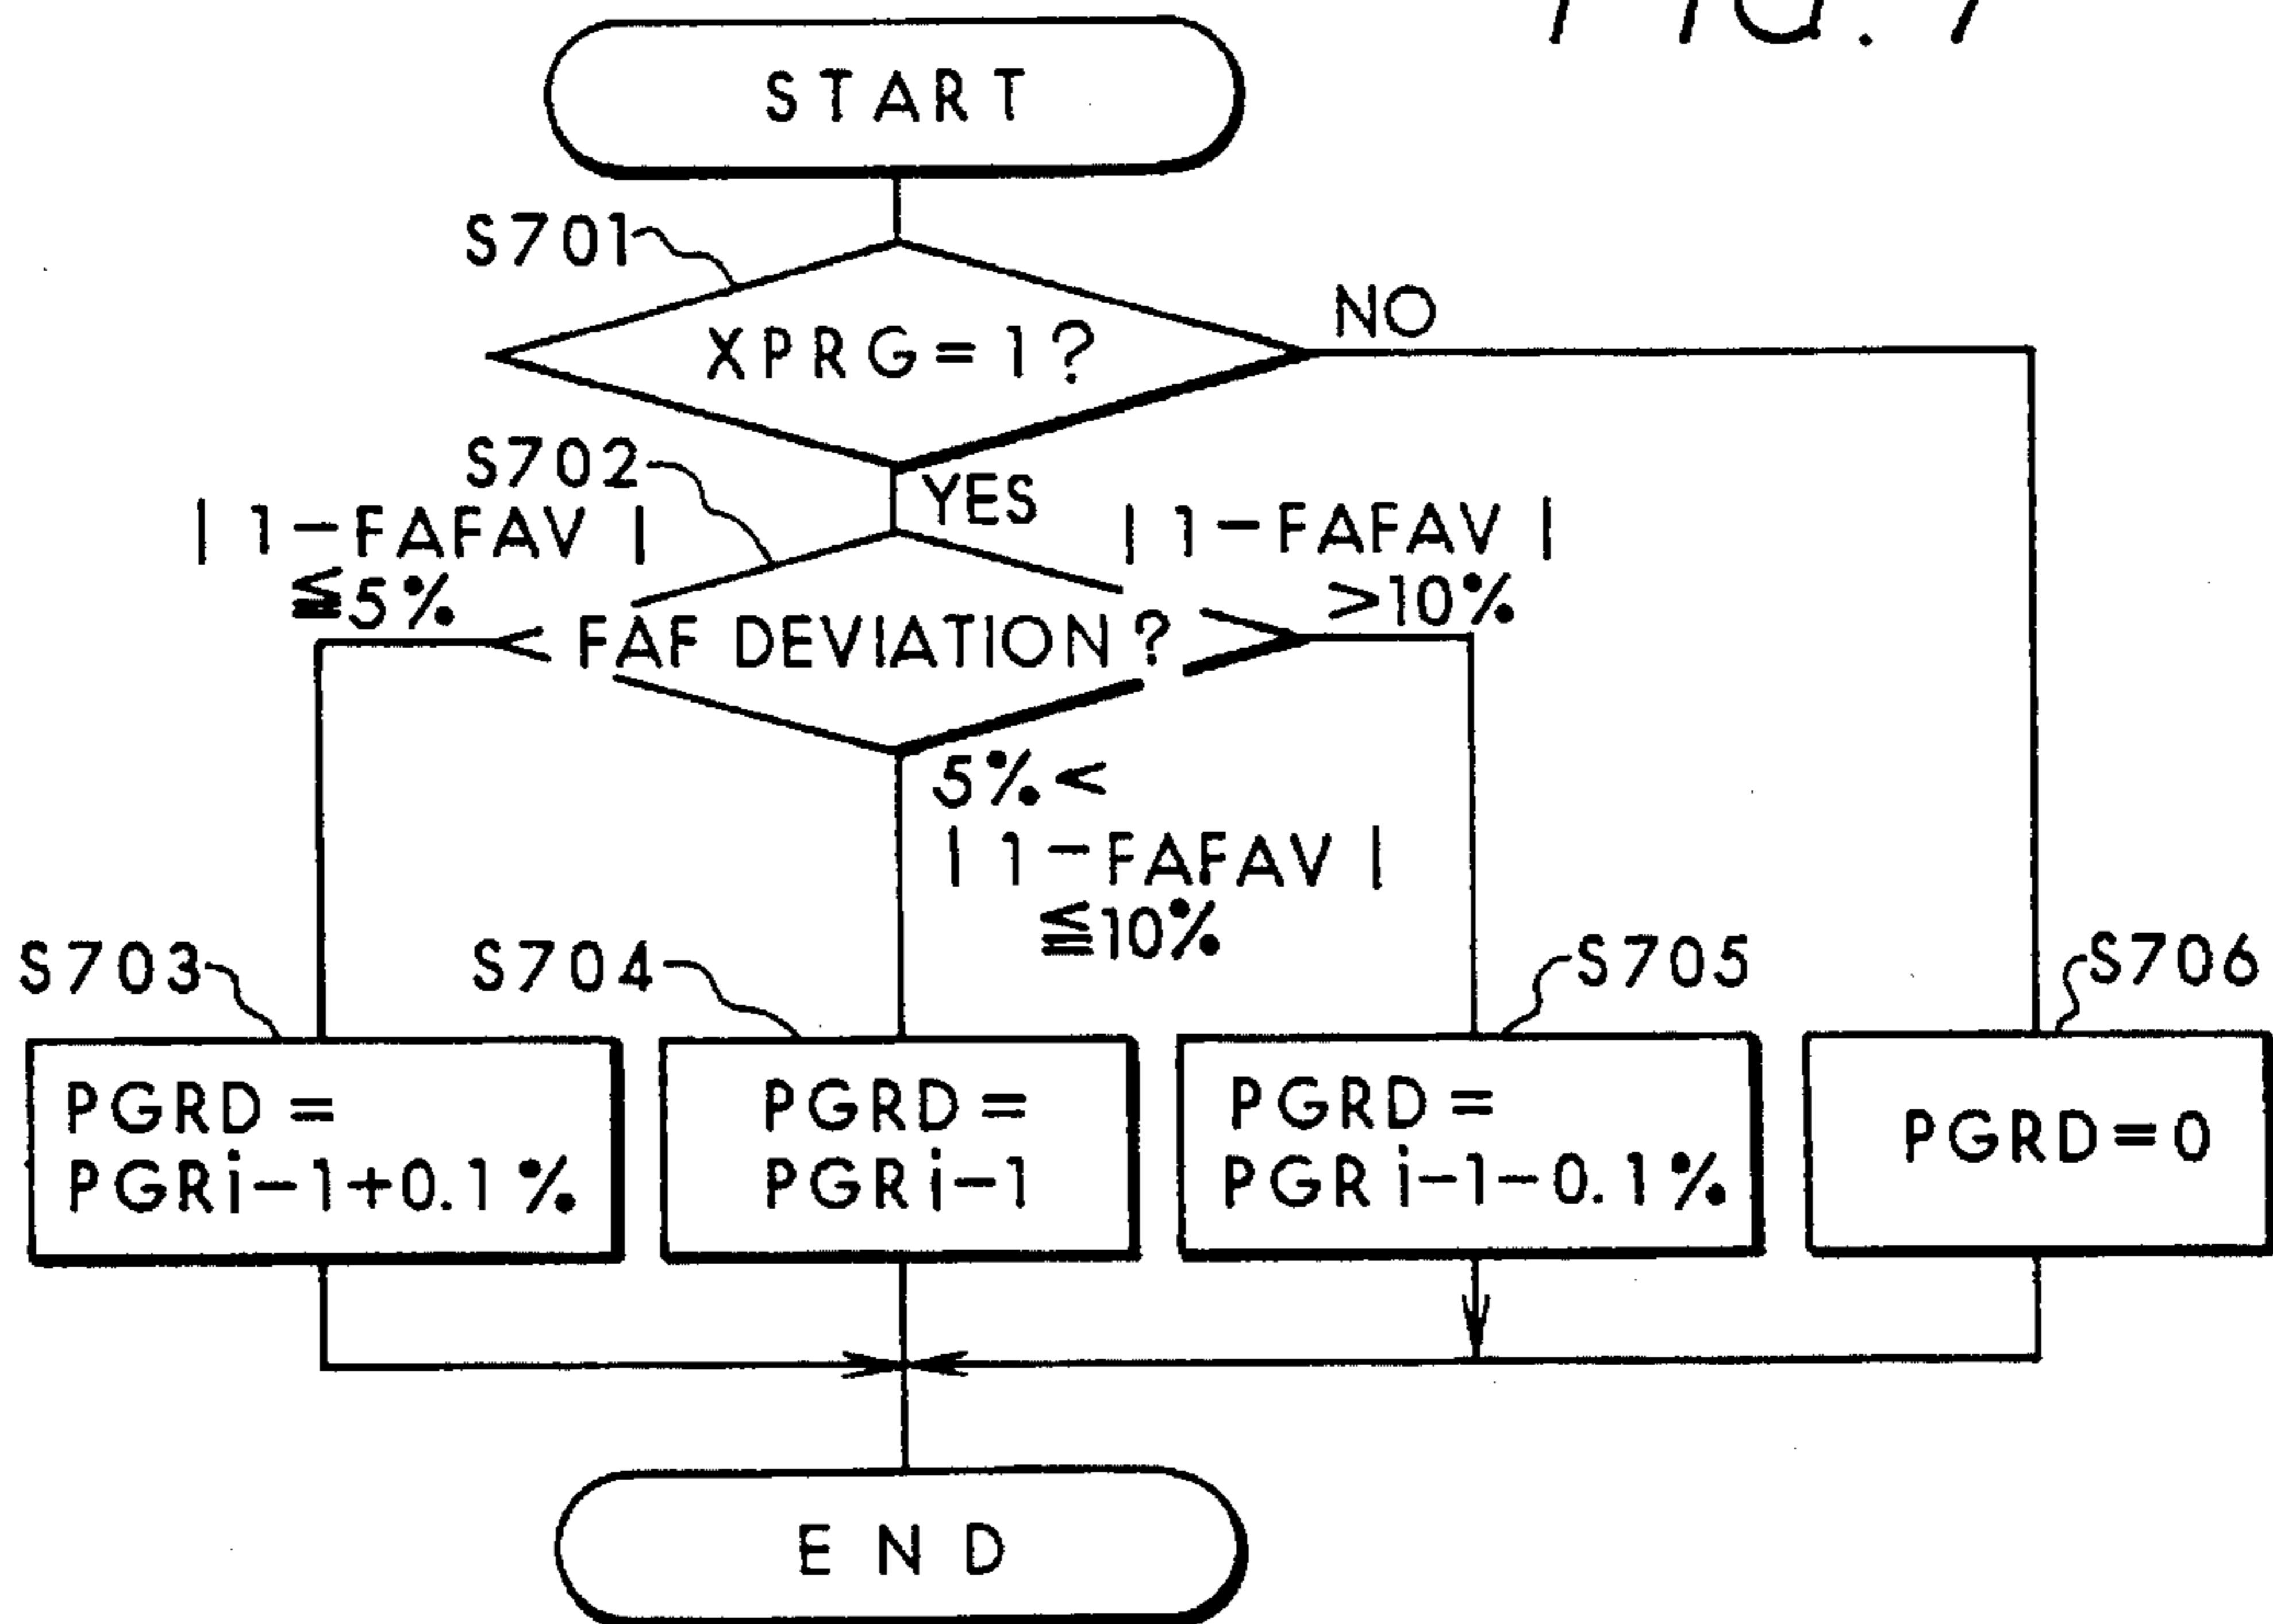 FIG. 7
START
S701
XPRG=1?
NO
S702
YES
| 1-FAFAV |
≦5%
| 1-FAFAV |
>10%
FAF DEVIATION?
5%<
| 1-FAFAV |
≦10%
S703
S704
S705
S706
PGRD=
PGRi-1+0.1%
PGRD=
PGRi-1
PGRD=
PGRi-1-0.1%
PGRD=0
END